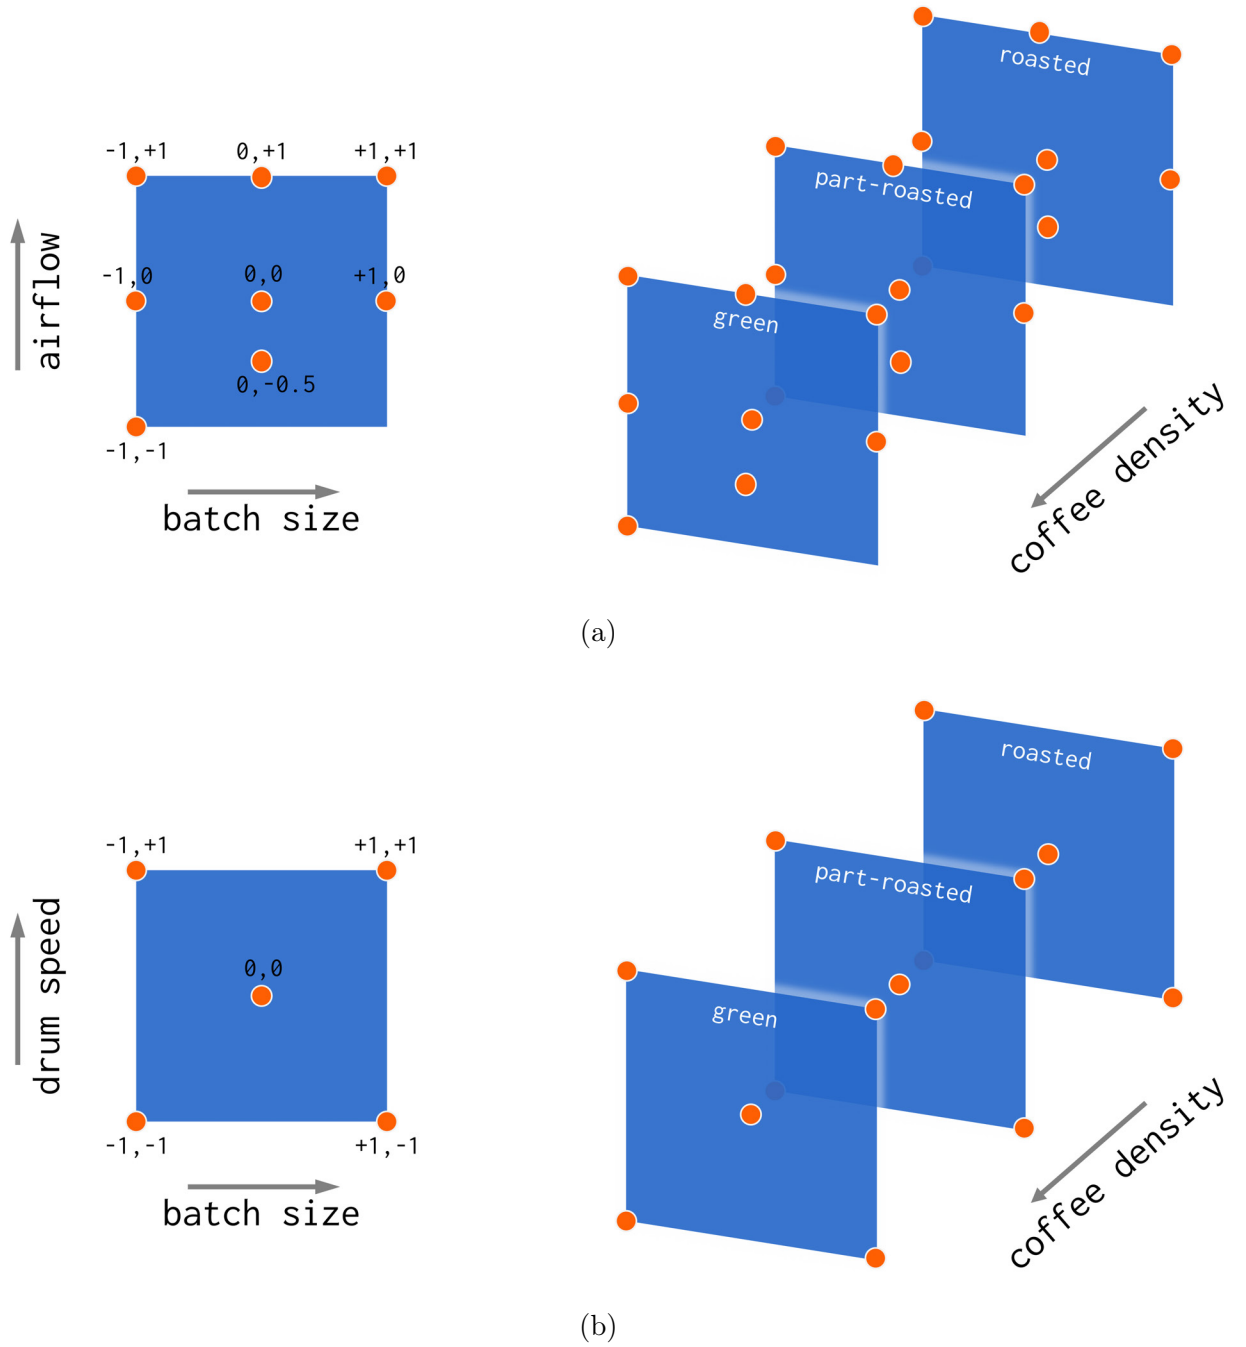 -1,+1
0,+1
+1,+1
-1,0
0,0
+1,0
0,-0.5
-1,-1
airflow
batch size
roasted
part-roasted
green
coffee density
(a)
-1,+1
+1,+1
0,0
-1,-1
+1,-1
drum speed
batch size
roasted
part-roasted
green
coffee density
(b)